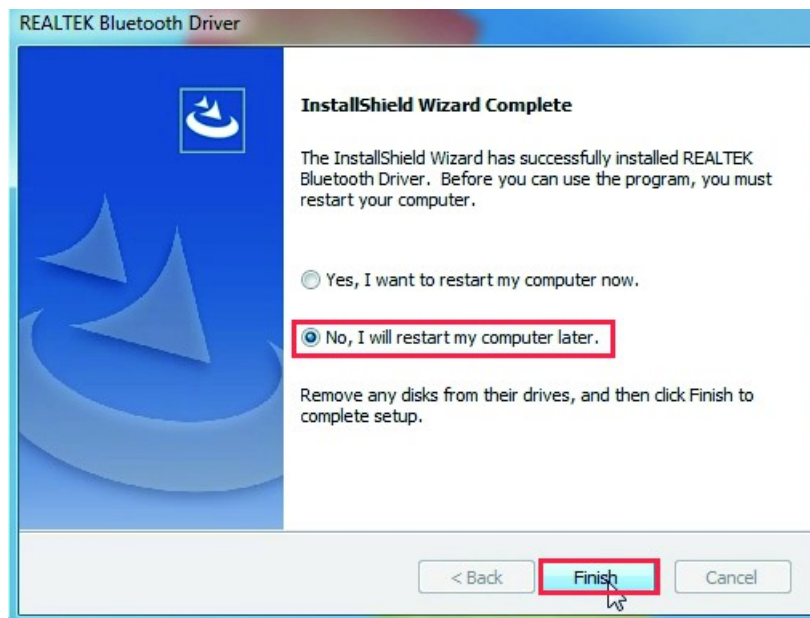 REALTEK Bluetooth Driver
InstallShield Wizard Complete
The InstallShield Wizard has successfully installed REALTEK
Bluetooth Driver. Before you can use the program, you must
restart your computer.
Yes, I want to restart my computer now.
No, I will restart my computer later.
Remove any disks from their drives, and then click Finish to
complete setup.
< Back Finish Cancel